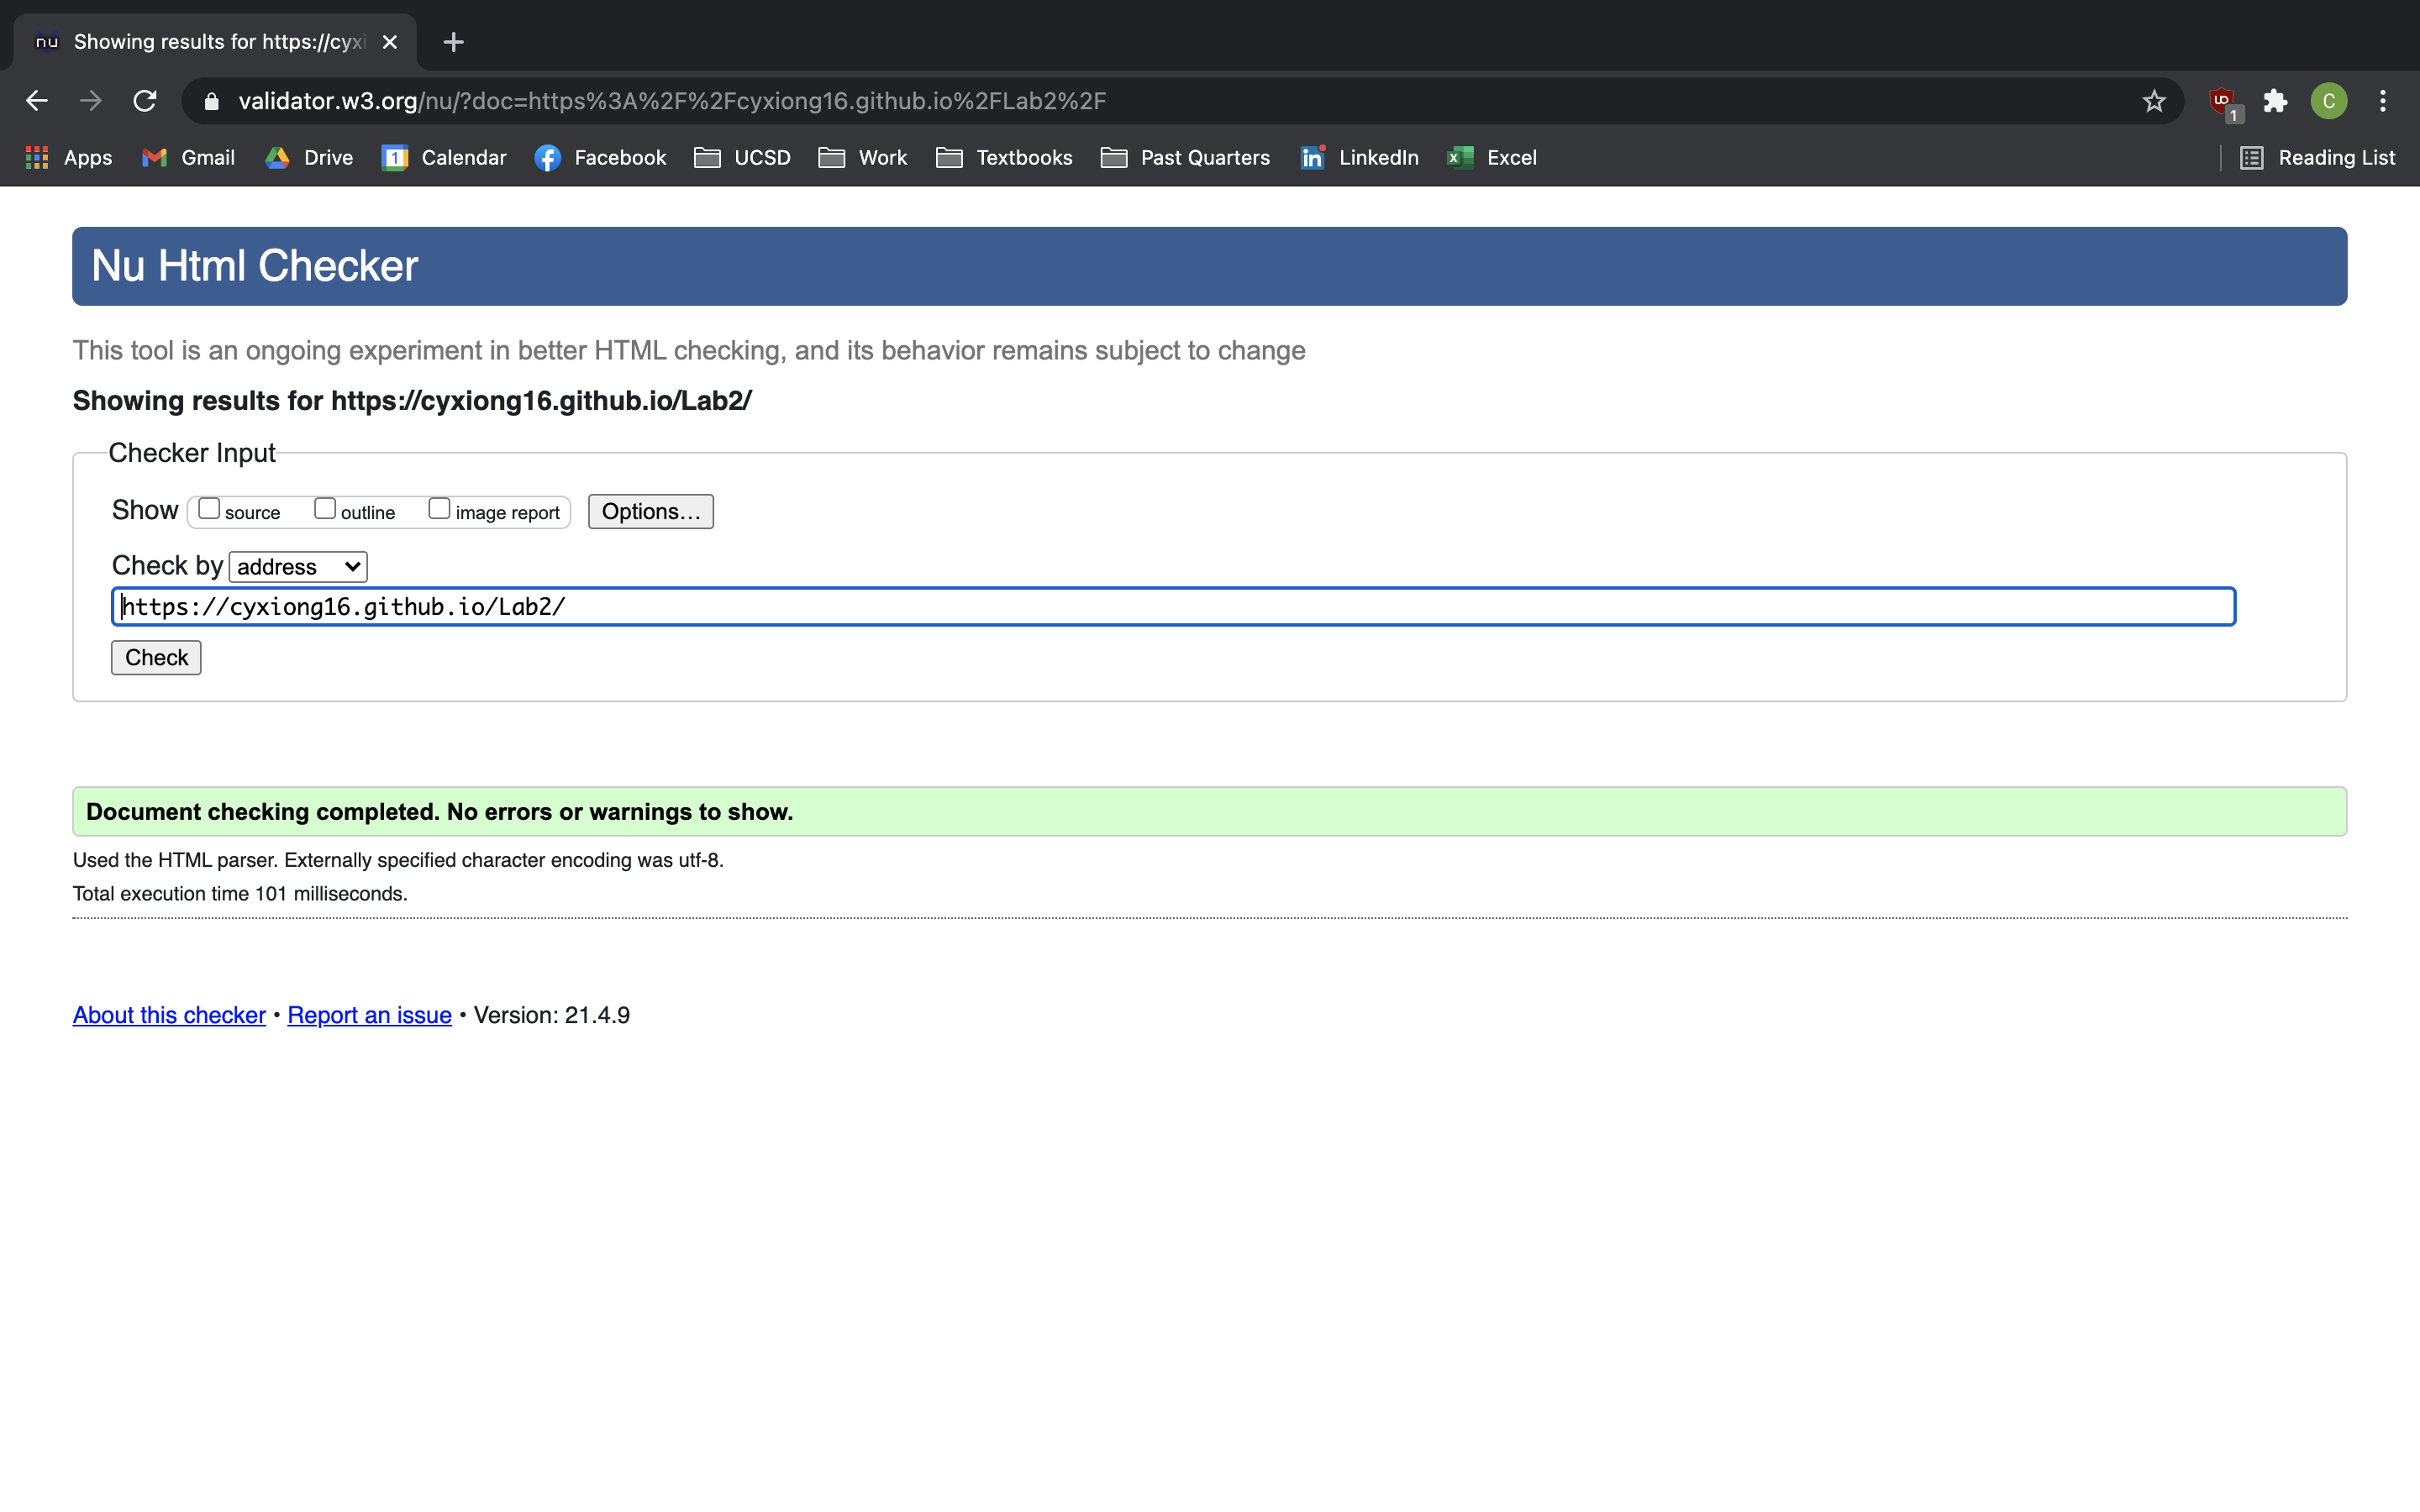 nu Showing results for https://cyxi
validator.w3.org/nu/?doc=https%3A%2F%2Fcyxiong16.github.io%2FLab2%2F
1
C
Apps Gmail Drive 1 Calendar Facebook UCSD Work Textbooks Past Quarters in LinkedIn X Excel Reading List
Nu Html Checker
This tool is an ongoing experiment in better HTML checking, and its behavior remains subject to change
Showing results for https://cyxiong16.github.io/Lab2/
Checker Input
Show source outline image report Options...
Check by address
https://cyxiong16.github.io/Lab2/
Check
Document checking completed. No errors or warnings to show.
Used the HTML parser. Externally specified character encoding was utf-8.
Total execution time 101 milliseconds.
About this checker • Report an issue • Version: 21.4.9